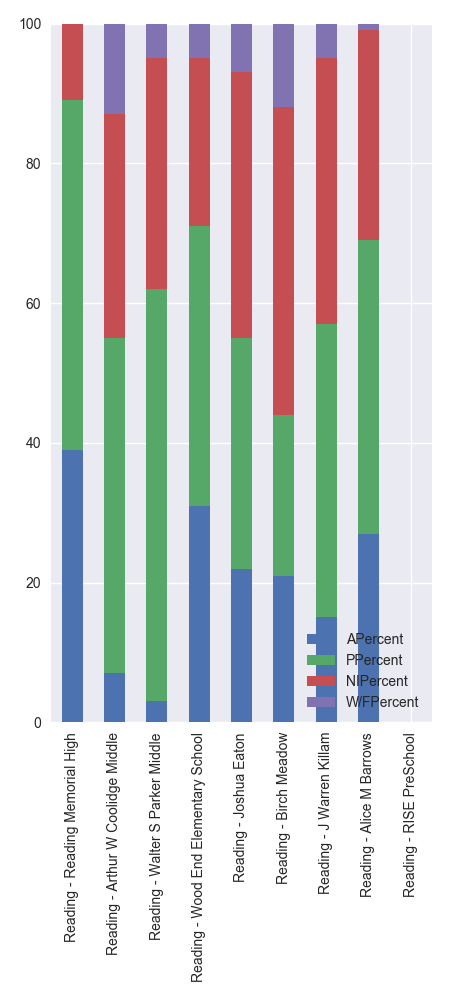 100
80
60
40
20
0
APercent
PPercent
NIPercent
W/FPercent
Reading - Reading Memorial High
Reading - Arthur W Coolidge Middle
Reading - Walter S Parker Middle
Reading - Wood End Elementary School
Reading - Joshua Eaton
Reading - Birch Meadow
Reading - J Warren Killam
Reading - Alice M Barrows
Reading - RISE PreSchool